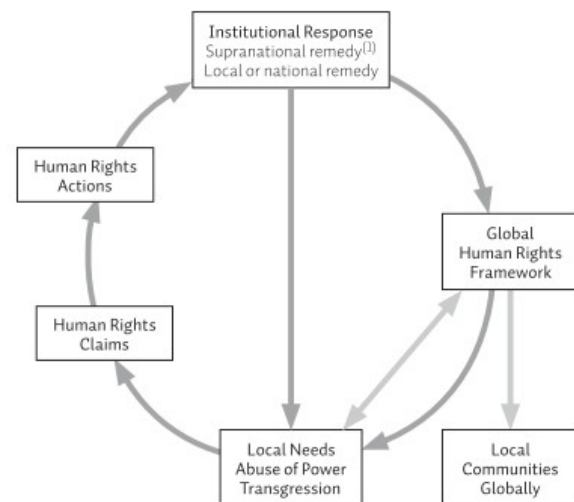 Institutional Response
Supranational remedy(1)
Local or national remedy
Human Rights
Actions
Global
Human Rights
Framework
Human Rights
Claims
Local Needs
Abuse of Power
Transgression
Local
Communities
Globally